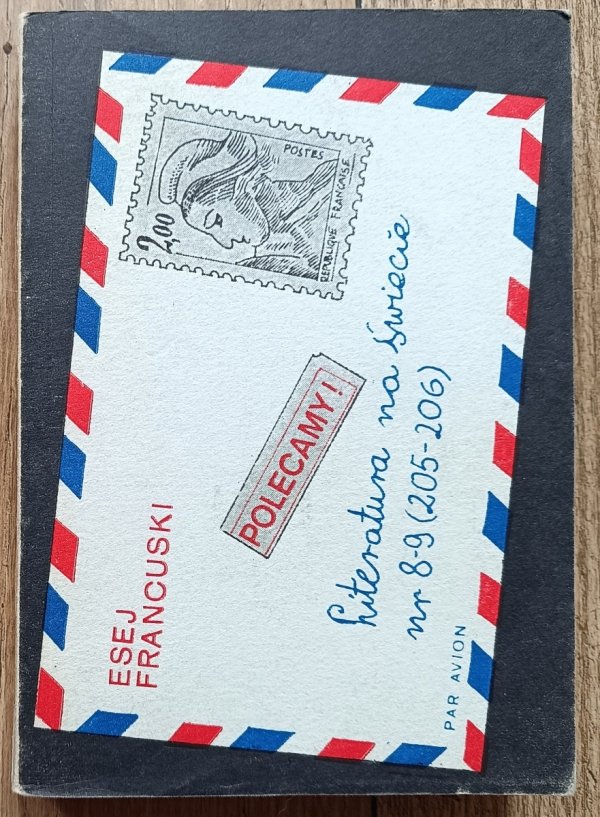 ESEJ
FRANCUSKI
2,00
POSTES
REPUBLIQUE FRANÇAISE
POLECAMY!
Literatura na świecie
nr 8-9 (205-206)
PAR AVION